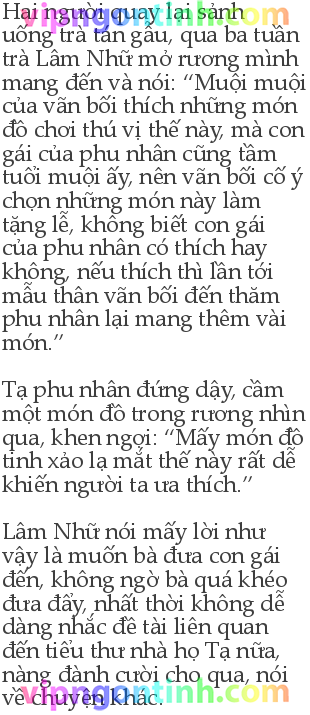 Hai người quay lại sảnh
uống trà tán gẫu, qua ba tuần
trà Lâm Nhữ mở rương mình
mang đến và nói: “Muội muội
của vãn bối thích những món
đồ chơi thú vị thế này, mà con
gái của phu nhân cũng tầm
tuổi muội ấy, nên vãn bối cố ý
chọn những món này làm
tặng lễ, không biết con gái
của phu nhân có thích hay
không, nếu thích thì lần tới
mẫu thân vãn bối đến thăm
phu nhân lại mang thêm vài
món.”
Tạ phu nhân đứng dậy, cầm
một món đồ trong rương nhìn
qua, khen ngợi: “Mấy món đồ
tinh xảo lạ mắt thế này rất dễ
khiến người ta ưa thích.”
Lâm Nhữ nói mấy lời như
vậy là muốn bà đưa con gái
đến, không ngờ bà quá khéo
đưa đẩy, nhất thời không dễ
dàng nhắc đề tài liên quan
đến tiểu thư nhà họ Tạ nữa,
nàng đành cười cho qua, nói
về chuyện khác.
vipngontinh.com